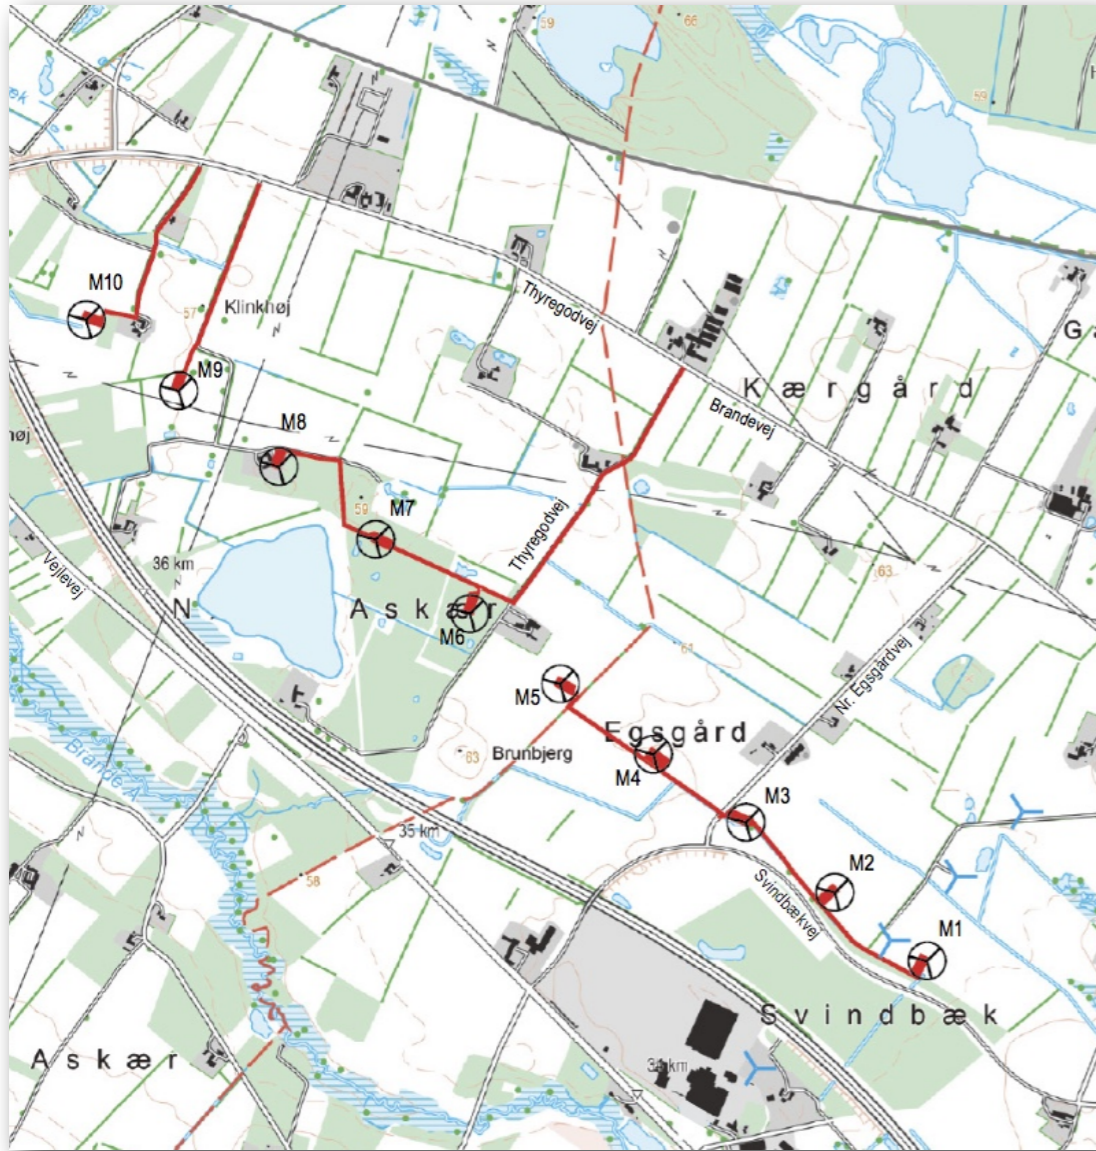 59
66
59
M10
57
Klinkhøj
Thyregodvej
M9
Kærgård
Brandevej
høj
M8
59
M7
Thyregodvej
36 km
Vejlevej
N
Askær
M6
63
61
Nr. Egsgårdvej
M5
Egsgård
Brunbjerg
63
M4
Brande Å
M3
35 km
58
M2
Svindbækvej
M1
Svindbæk
Askær
34 km